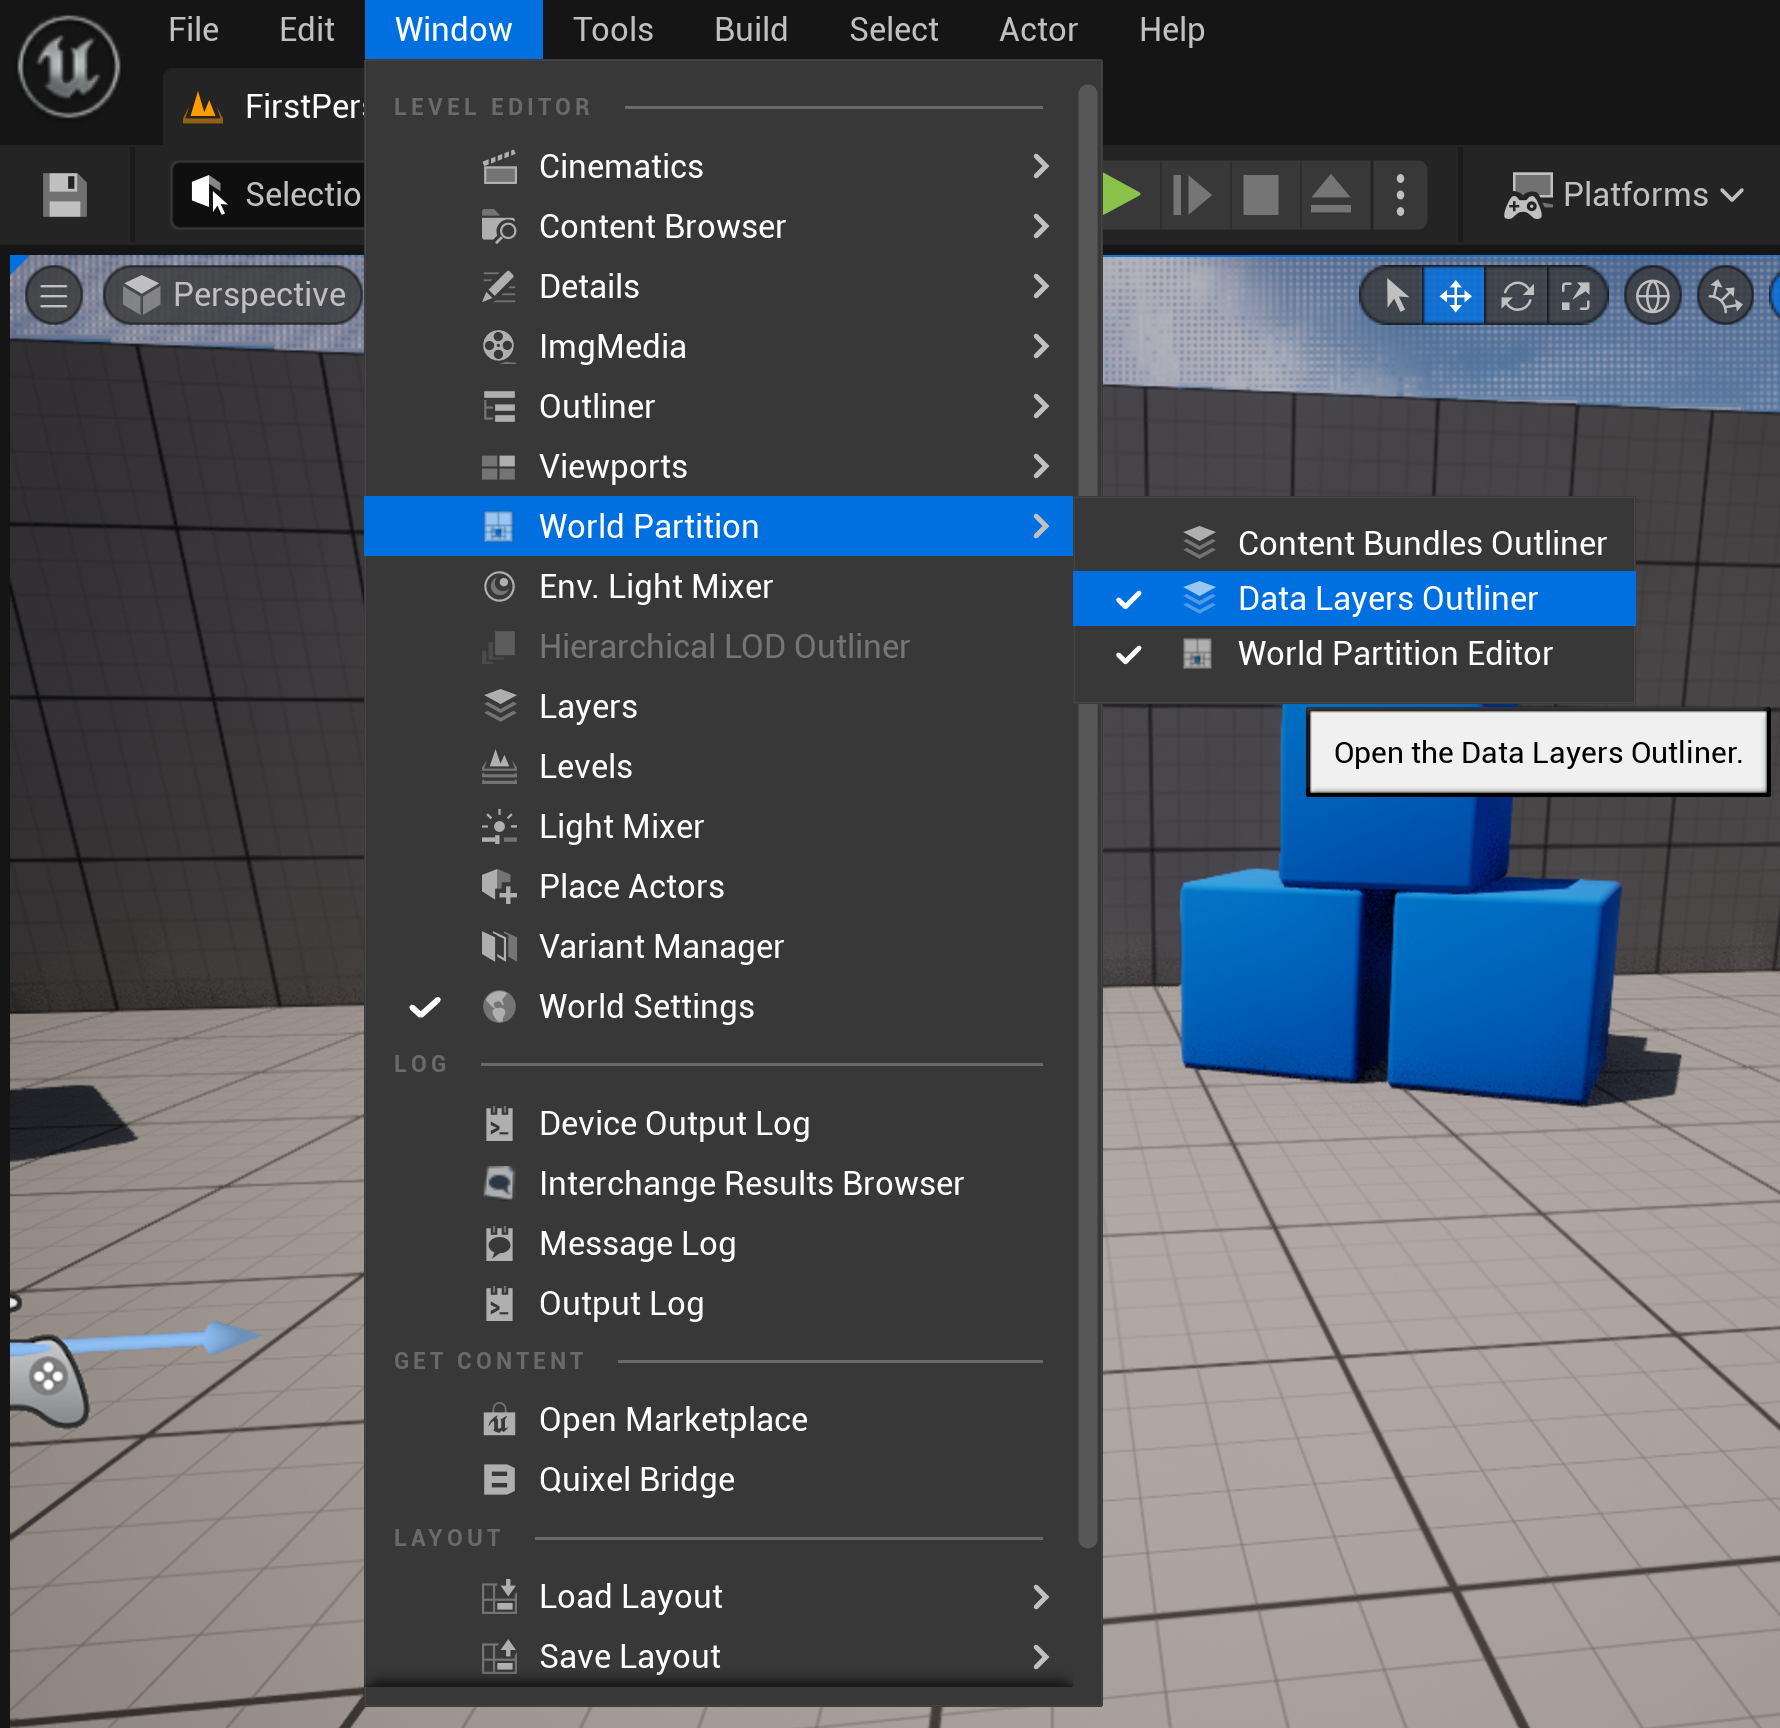 File Edit Window Tools Build Select Actor Help
FirstPers
Selectio
Platforms
Perspective
LEVEL EDITOR
Cinematics
Content Browser
Details
ImgMedia
Outliner
Viewports
World Partition
Content Bundles Outliner
Data Layers Outliner
World Partition Editor
Open the Data Layers Outliner.
Env. Light Mixer
Hierarchical LOD Outliner
Layers
Levels
Light Mixer
Place Actors
Variant Manager
World Settings
LOG
Device Output Log
Interchange Results Browser
Message Log
Output Log
GET CONTENT
Open Marketplace
Quixel Bridge
LAYOUT
Load Layout
Save Layout